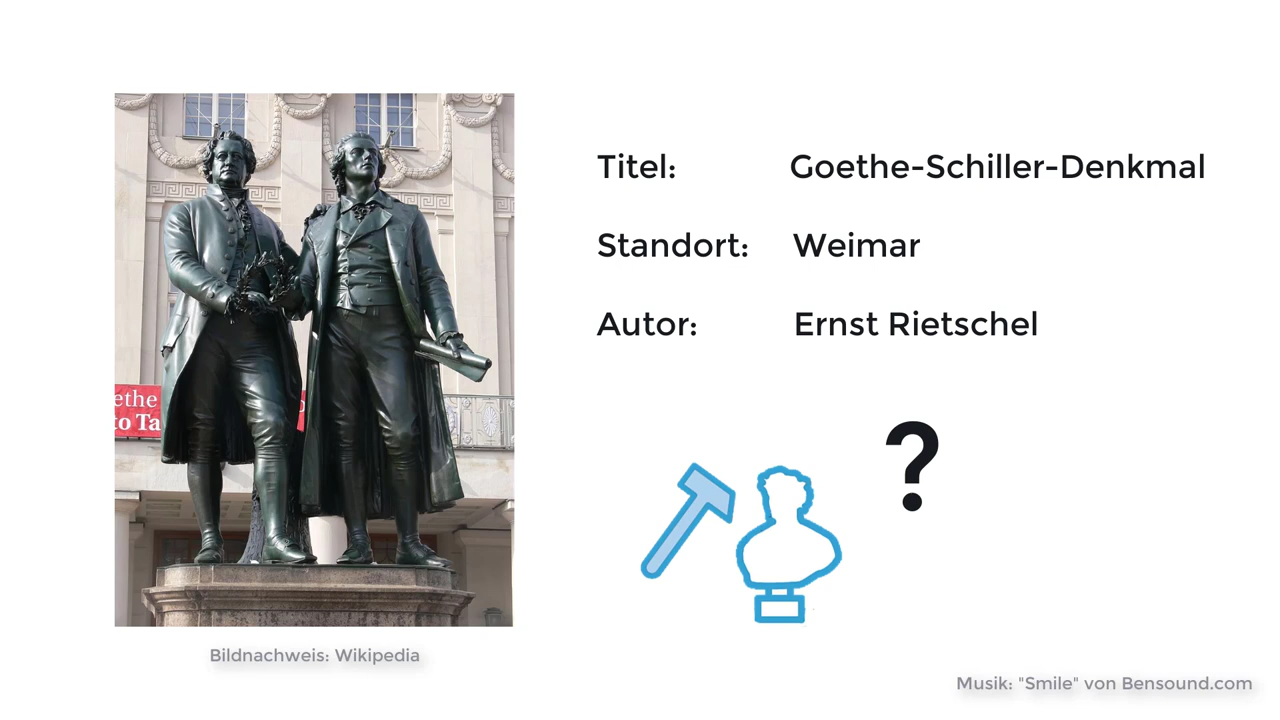 Titel: Goethe-Schiller-Denkmal
Standort: Weimar
Autor: Ernst Rietschel
?
ethe
to Ta
Bildnachweis: Wikipedia
Musik: "Smile" von Bensound.com